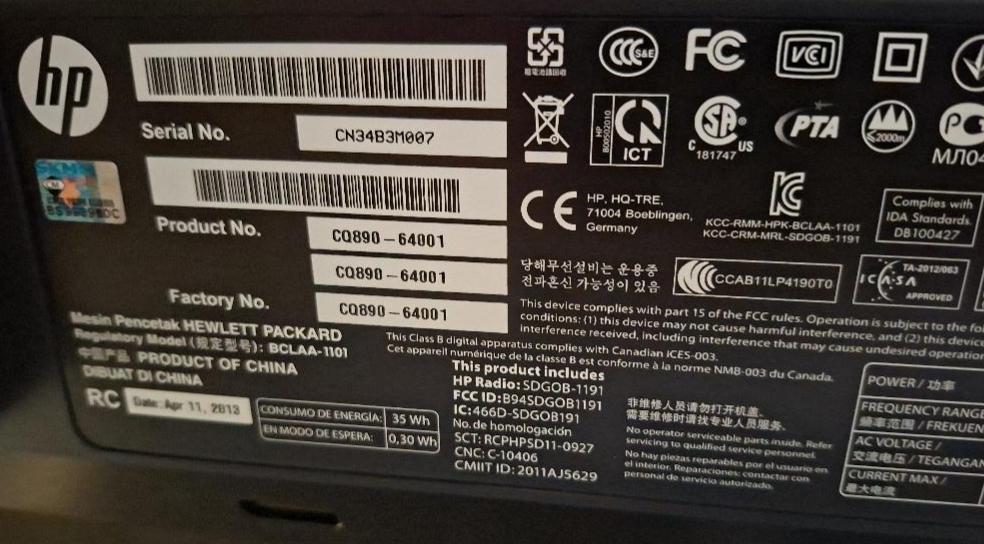 hp
Serial No.
CN34B3M007
Product No.
CQ890-64001
CQ890-64001
Factory No.
CQ890-64001
Mesin Pencetak HEWLETT PACKARD
Regulatory Model (规定型号): BCLAA-1101
中国产品 PRODUCT OF CHINA
DIBUAT DI CHINA
RC
Date: Apr 11, 2013
CONSUMO DE ENERGÍA: 35 Wh
EN MODO DE ESPERA: 0,30 Wh
CCC S&E
FC
VCI
HP
B00502010
ICT
SA
C US
181747
PTA
≤2000m
PG
МЛ04
CE
HP, HQ-TRE,
71004 Boeblingen,
Germany
KCC-RMM-HPK-BCLAA-1101
KCC-CRM-MRL-SDGOB-1191
Complies with
IDA Standards.
DB100427
당해무선설비는 운용중
전파혼신 가능성이 있음
CCAB11LP4190T0
ICASA
TA-2012/063
APPROVED
This device complies with part 15 of the FCC rules. Operation is subject to the fol
conditions: (1) this device may not cause harmful interference, and (2) this device
interference received, including interference that may cause undesired operation
This Class B digital apparatus complies with Canadian ICES-003.
Cet appareil numérique de la classe B est conforme à la norme NMB-003 du Canada.
This product includes
HP Radio: SDGOB-1191
FCC ID: B94SDGOB1191
IC: 466D-SDGOB191
No. de homologación
SCT: RCPHPSD11-0927
CNC: C-10406
CMIIT ID: 2011AJ5629
非维修人员请勿打开机盖。
需要维修时请找专业人员服务。
No operator serviceable parts inside. Refer
servicing to qualified service personnel.
No hay piezas reparables por el usuario en
el interior. Reparaciones: contactar con
personal de servicio autorizado.
POWER / 功率
FREQUENCY RANGE
频率范围 / FREKUEN
AC VOLTAGE /
交流电压 / TEGANGAN
CURRENT MAX /
最大电流